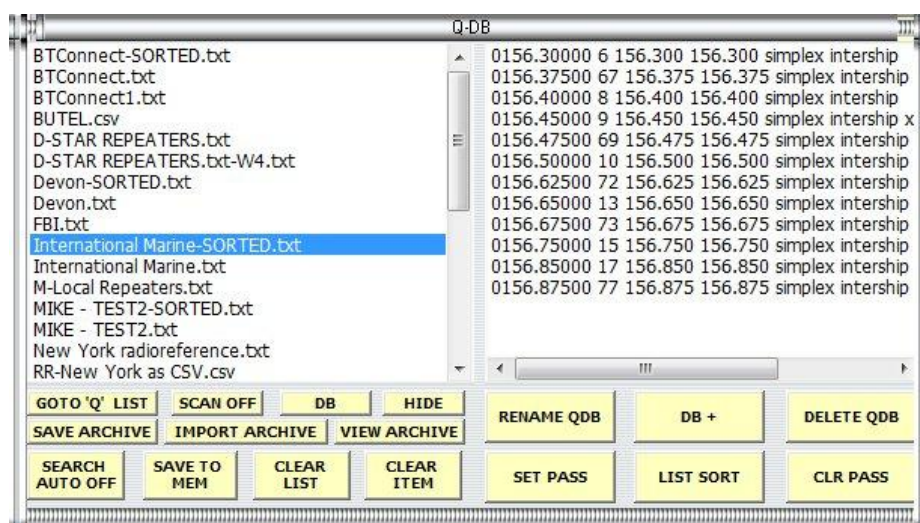 Q-DB
BTConnect-SORTED.txt
BTConnect.txt
BTConnect1.txt
BUTEL.csv
D-STAR REPEATERS.txt
D-STAR REPEATERS.txt-W4.txt
Devon-SORTED.txt
Devon.txt
FBI.txt
International Marine-SORTED.txt
International Marine.txt
M-Local Repeaters.txt
MIKE - TEST2-SORTED.txt
MIKE - TEST2.txt
New York radioreference.txt
RR-New York as CSV.csv
0156.30000 6 156.300 156.300 simplex intership
0156.37500 67 156.375 156.375 simplex intership
0156.40000 8 156.400 156.400 simplex intership
0156.45000 9 156.450 156.450 simplex intership x
0156.47500 69 156.475 156.475 simplex intership
0156.50000 10 156.500 156.500 simplex intership
0156.62500 72 156.625 156.625 simplex intership
0156.65000 13 156.650 156.650 simplex intership
0156.67500 73 156.675 156.675 simplex intership
0156.75000 15 156.750 156.750 simplex intership
0156.85000 17 156.850 156.850 simplex intership
0156.87500 77 156.875 156.875 simplex intership
GOTO 'Q' LIST SCAN OFF DB HIDE
SAVE ARCHIVE IMPORT ARCHIVE VIEW ARCHIVE
SEARCH AUTO OFF SAVE TO MEM CLEAR LIST CLEAR ITEM
RENAME QDB DB + DELETE QDB
SET PASS LIST SORT CLR PASS